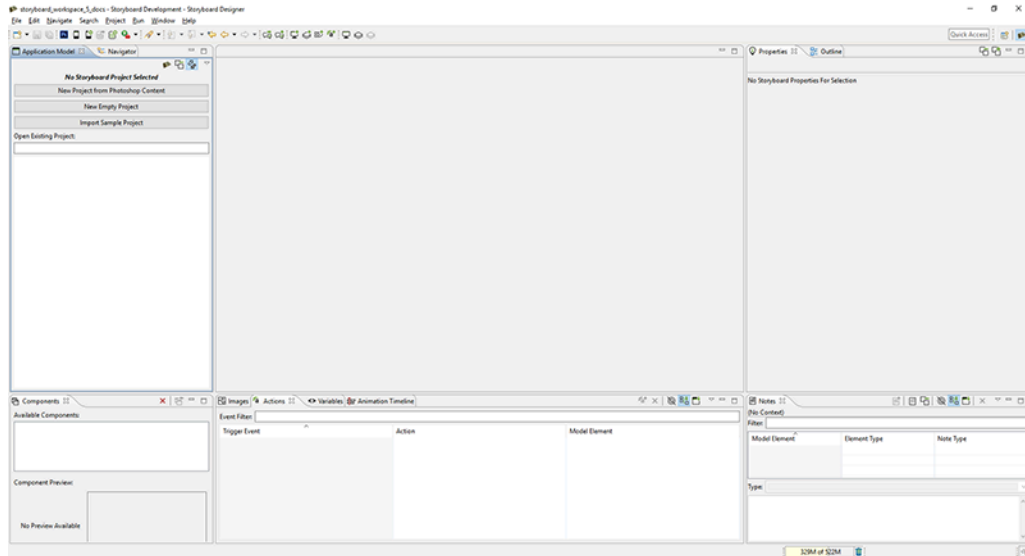 storyboard_workspace_5_docs - Storyboard Development - Storyboard Designer
File Edit Navigate Search Project Run Window Help
Quick Access
Application Model
Navigator
No Storyboard Project Selected
New Project from Photoshop Content
New Empty Project
Import Sample Project
Open Existing Project:
Properties
Outline
No Storyboard Properties For Selection
Components
Available Components:
Component Preview:
No Preview Available
Images
Actions
Variables
Animation Timeline
Event Filter:
Trigger Event
Action
Model Element
Notes
(No Context)
Filter:
Model Element
Element Type
Note Type
Type:
329M of 522M